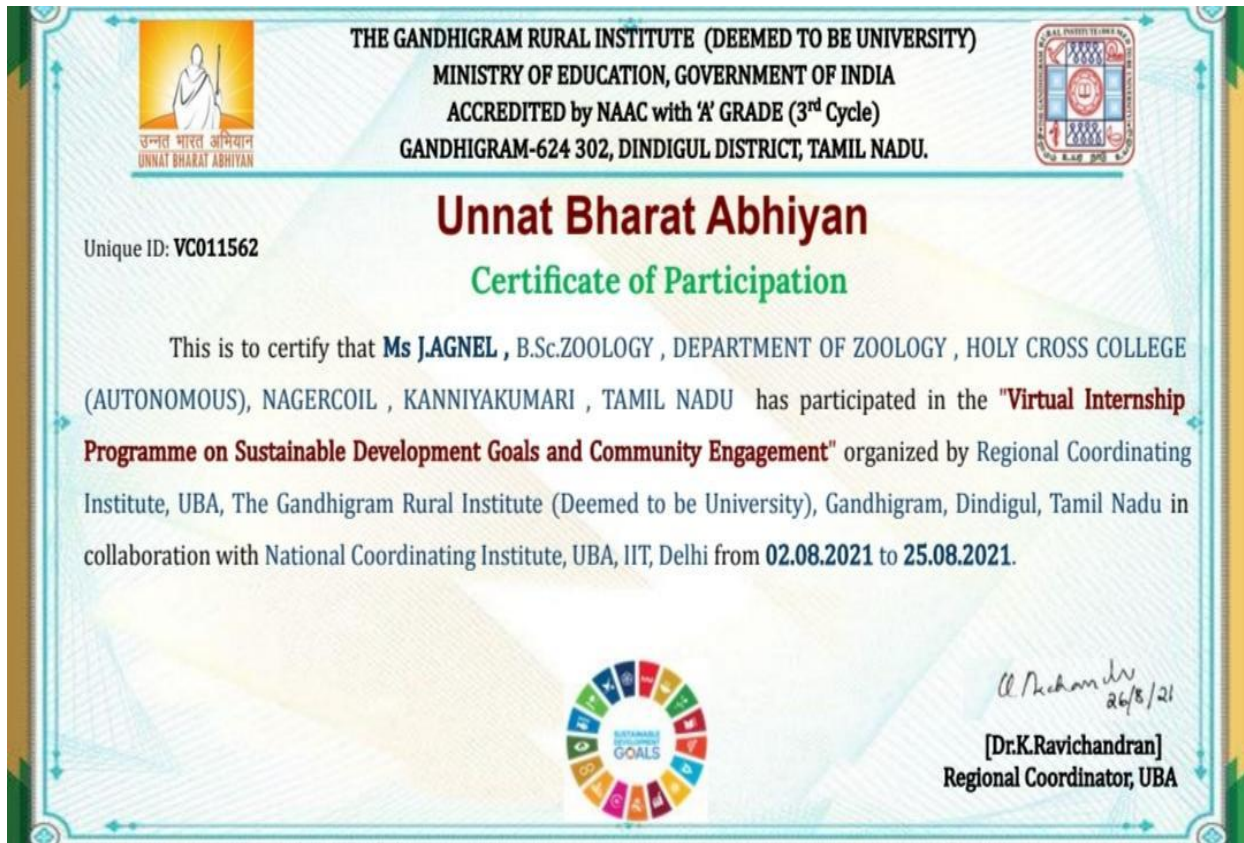 THE GANDHIGRAM RURAL INSTITUTE (DEEMED TO BE UNIVERSITY)
MINISTRY OF EDUCATION, GOVERNMENT OF INDIA
ACCREDITED by NAAC with ‘A’ GRADE (3rd Cycle)
GANDHIGRAM-624 302, DINDIGUL DISTRICT, TAMIL NADU.
उन्नत भारत अभियान
UNNAT BHARAT ABHIYAN
Unnat Bharat Abhiyan
Unique ID: VC011562
Certificate of Participation
This is to certify that Ms J.AGNEL , B.Sc.ZOOLOGY , DEPARTMENT OF ZOOLOGY , HOLY CROSS COLLEGE
(AUTONOMOUS), NAGERCOIL , KANNIYAKUMARI , TAMIL NADU has participated in the "Virtual Internship
Programme on Sustainable Development Goals and Community Engagement" organized by Regional Coordinating
Institute, UBA, The Gandhigram Rural Institute (Deemed to be University), Gandhigram, Dindigul, Tamil Nadu in
collaboration with National Coordinating Institute, UBA, IIT, Delhi from 02.08.2021 to 25.08.2021.
SUSTAINABLE
DEVELOPMENT
GOALS
26/8/21
[Dr.K.Ravichandran]
Regional Coordinator, UBA